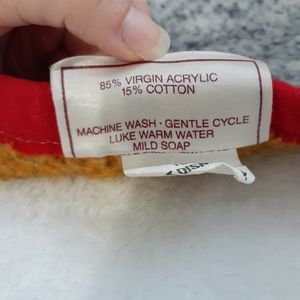 85% VIRGIN ACRYLIC
15% COTTON
MACHINE WASH · GENTLE CYCLE
LUKE WARM WATER
MILD SOAP